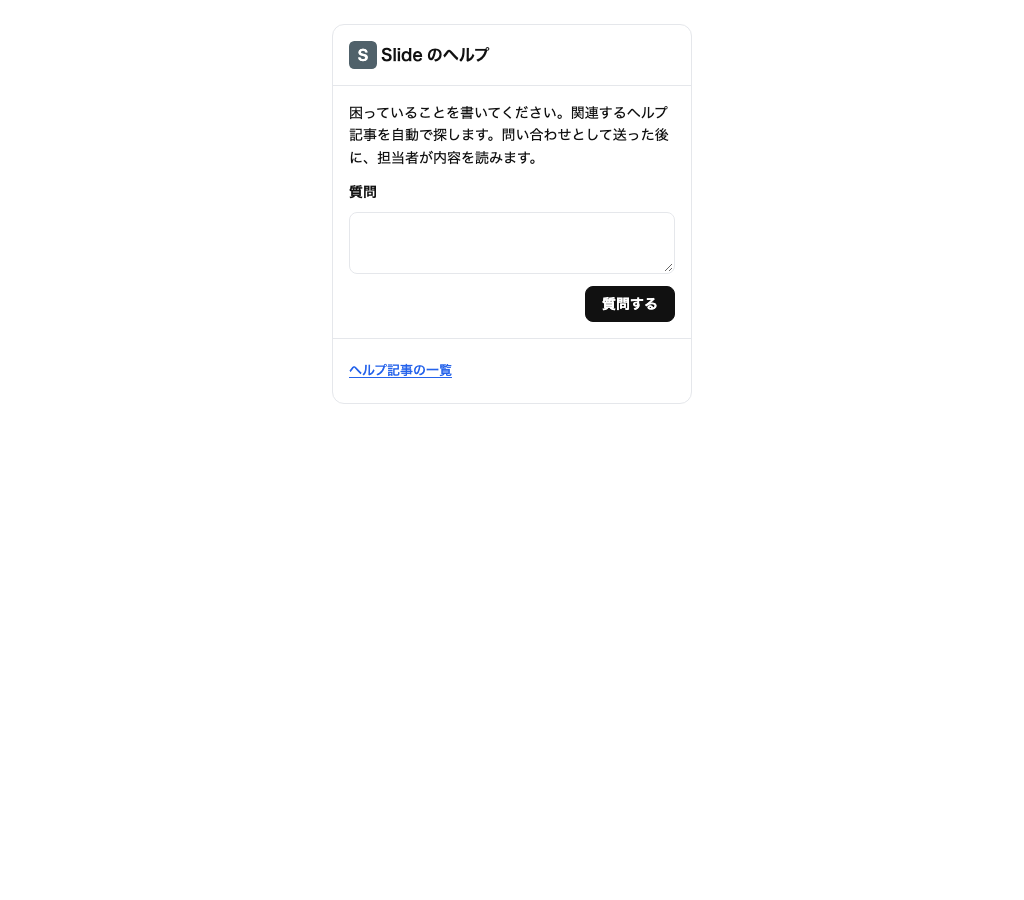 S Slide のヘルプ
困っていることを書いてください。関連するヘルプ
記事を自動で探します。問い合わせとして送った後
に、担当者が内容を読みます。
質問
質問する
ヘルプ記事の一覧